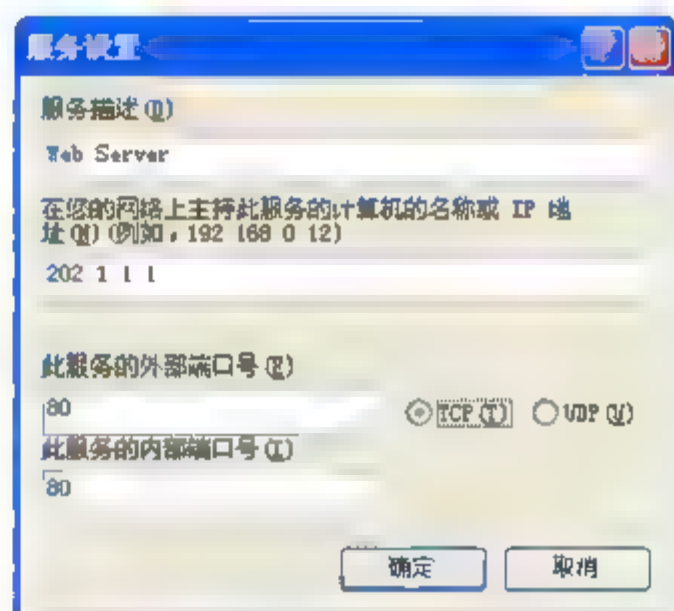 服务设置
服务描述(D)
Web Server
在您的网络上主持此服务的计算机的名称或 IP 地
址(N)(例如，192 168 0 12)
202 1 1 1
此服务的外部端口号(E)
80
TCP(T)
UDP(U)
此服务的内部端口号(I)
80
确定
取消